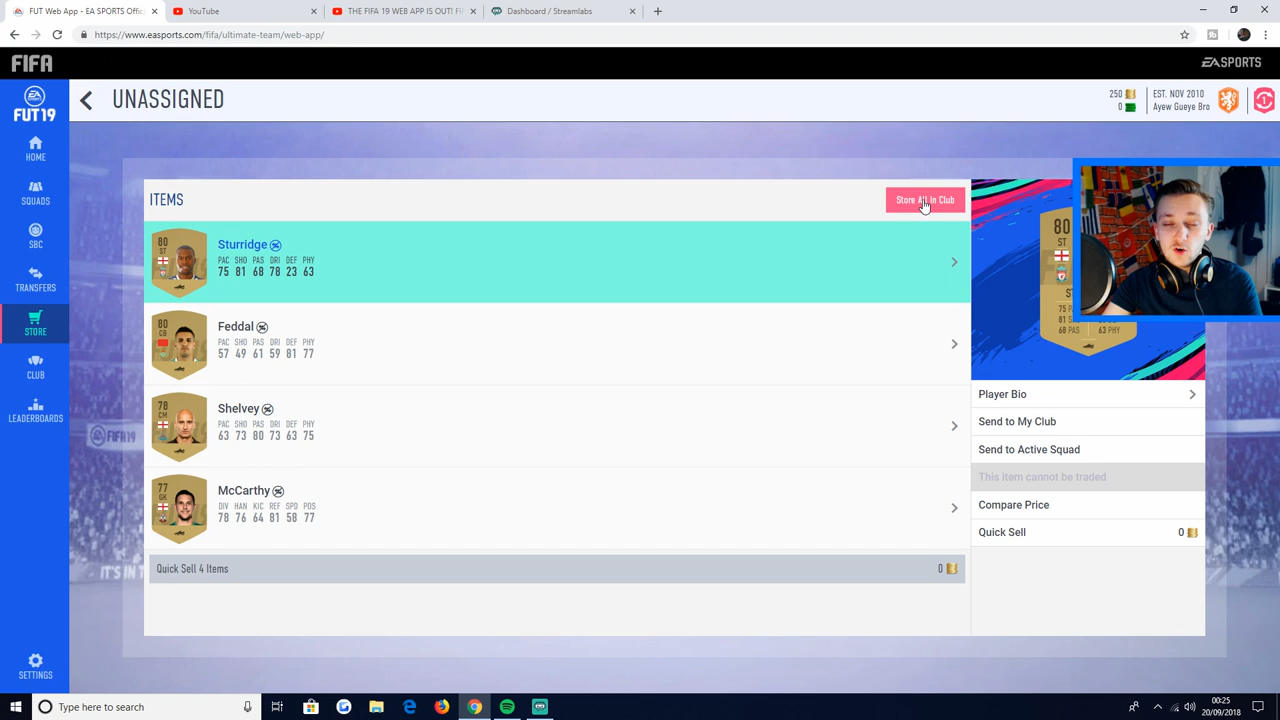 FUT Web App - EA SPORTS Offici
YouTube
THE FIFA 19 WEB APP IS OUT! FI
Dashboard / Streamlabs
https://www.easports.com/fifa/ultimate-team/web-app/
FIFA
EA SPORTS
FUT19
HOME
SQUADS
SBC
TRANSFERS
STORE
CLUB
LEADERBOARDS
SETTINGS
UNASSIGNED
250
0
EST. NOV 2010
Ayew Gueye Bro
ITEMS
Store All in Club
80
ST
Sturridge
PAC SHO PAS DRI DEF PHY
75 81 68 78 23 63
80
CB
Feddal
PAC SHO PAS DRI DEF PHY
57 49 61 59 81 77
78
CM
Shelvey
PAC SHO PAS DRI DEF PHY
63 73 80 73 63 75
77
GK
McCarthy
DIV HAN KIC REF SPD POS
78 76 64 81 58 77
Quick Sell 4 Items
0
80
ST
68 PAS
63 PHY
Player Bio
Send to My Club
Send to Active Squad
This item cannot be traded
Compare Price
Quick Sell
0
FIFA19
IT'S IN T
Type here to search
00:25
20/09/2018